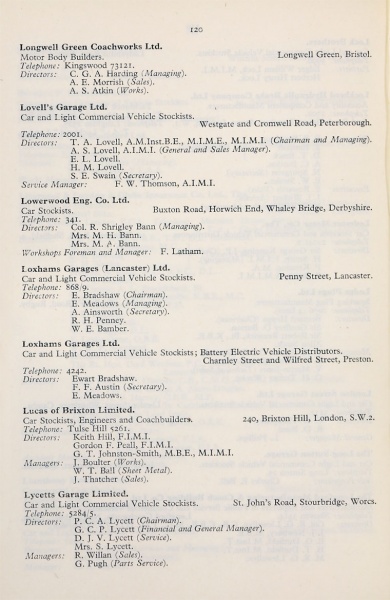 120
Longwell Green Coachworks Ltd.
Motor Body Builders. Longwell Green, Bristol.
Telephone: Kingswood 73121.
Directors: C. G. A. Harding (Managing).
A. E. Morrish (Sales).
A. S. Atkin (Works).
Lovell's Garage Ltd.
Car and Light Commercial Vehicle Stockists.
Westgate and Cromwell Road, Peterborough.
Telephone: 2001.
Directors: T. A. Lovell, A.M.Inst.B.E., M.I.M.E., M.I.M.I. (Chairman and Managing).
A. S. Lovell, A.I.M.I. (General and Sales Manager).
E. L. Lovell.
H. M. Lovell.
S. E. Swain (Secretary).
Service Manager: F. W. Thomson, A.I.M.I.
Lowerwood Eng. Co. Ltd.
Car Stockists. Buxton Road, Horwich End, Whaley Bridge, Derbyshire.
Telephone: 341.
Directors: Col. R. Shrigley Bann (Managing).
Mrs. M. H. Bann.
Mrs. M. A. Bann.
Workshops Foreman and Manager: F. Latham.
Loxhams Garages (Lancaster) Ltd.
Car and Light Commercial Vehicle Stockists. Penny Street, Lancaster.
Telephone: 868/9.
Directors: E. Bradshaw (Chairman).
E. Meadows (Managing).
A. Ainsworth (Secretary).
R. H. Penney.
W. E. Bamber.
Loxhams Garages Ltd.
Car and Light Commercial Vehicle Stockists; Battery Electric Vehicle Distributors.
Charnley Street and Wilfred Street, Preston.
Telephone: 4242.
Directors: Ewart Bradshaw.
F. F. Austin (Secretary).
E. Meadows.
Lucas of Brixton Limited.
Car Stockists, Engineers and Coachbuilders. 240, Brixton Hill, London, S.W.2.
Telephone: Tulse Hill 5261.
Directors: Keith Hill, F.I.M.I.
Gordon F. Peall, F.I.M.I.
G. T. Johnston-Smith, M.B.E., M.I.M.I.
Managers: J. Boulter (Works).
W. T. Ball (Sheet Metal).
J. Thatcher (Sales).
Lycetts Garage Limited.
Car and Light Commercial Vehicle Stockists. St. John's Road, Stourbridge, Worcs.
Telephone: 5284/5.
Directors: P. C. A. Lycett (Chairman).
G. C. P. Lycett (Financial and General Manager).
D. J. V. Lycett (Service).
Mrs. S. Lycett.
Managers: R. Willan (Sales).
G. Pugh (Parts Service).